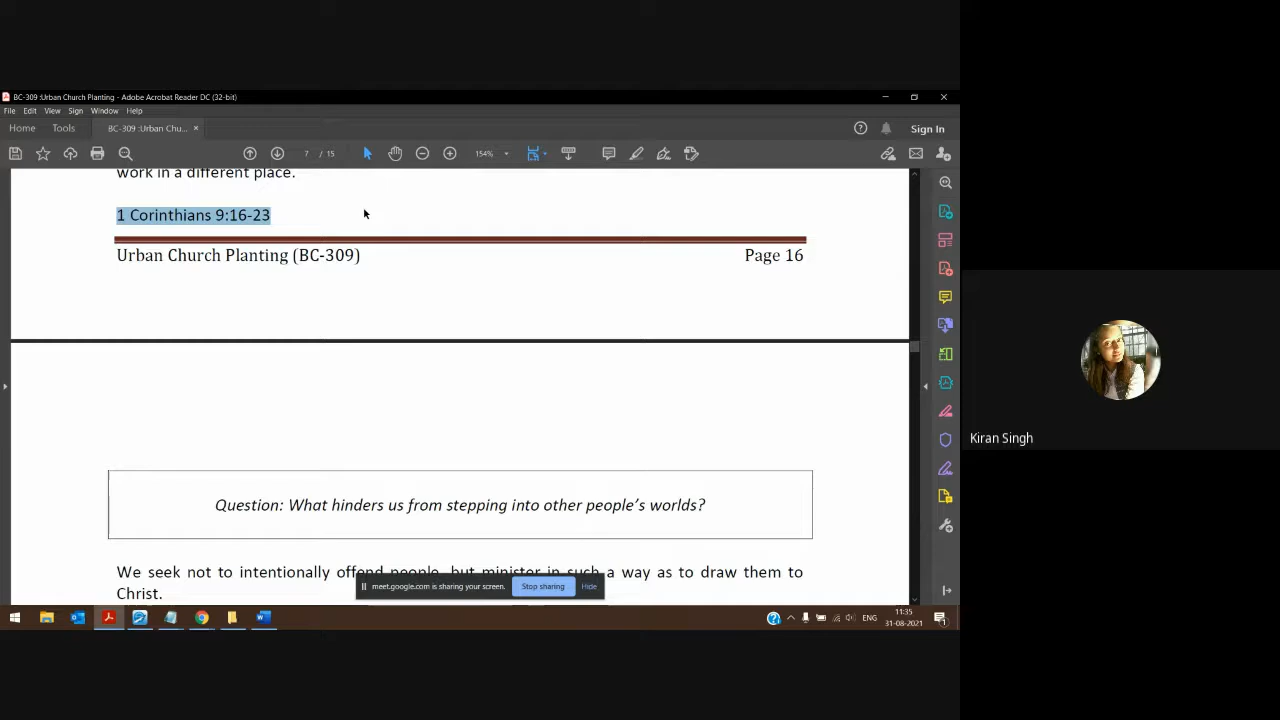 BC-309 :Urban Church Planting - Adobe Acrobat Reader DC (32-bit)
File Edit View Sign Window Help
Home Tools BC-309 :Urban Chu... × Sign In
7 / 15 154%
work in a different place.
1 Corinthians 9:16-23
Urban Church Planting (BC-309) Page 16
Question: What hinders us from stepping into other people's worlds?
We seek not to intentionally offend people, but minister in such a way as to draw them to
Christ.
meet.google.com is sharing your screen. Stop sharing Hide
ENG 11:35
31-08-2021
Kiran Singh